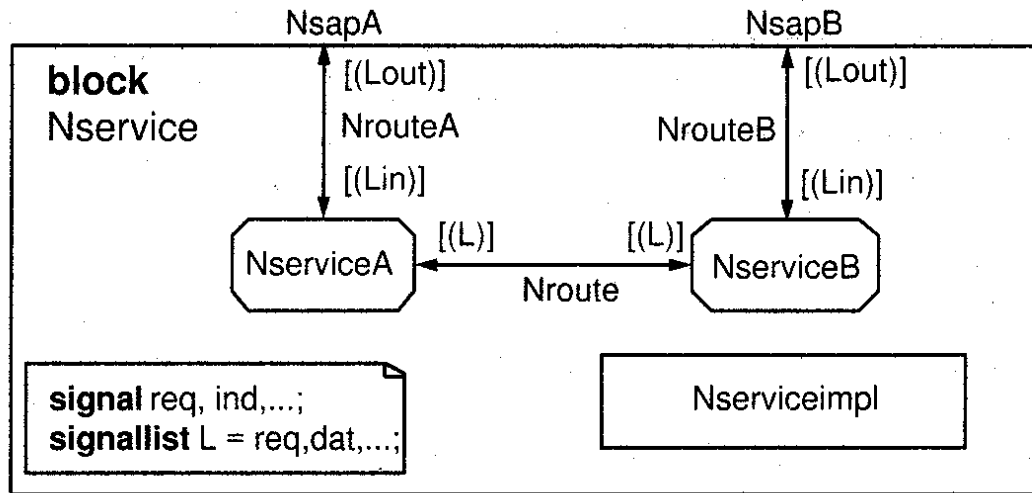 NsapA
NsapB
block
Nservice
[(Lout)]
[(Lout)]
NrouteA
NrouteB
[(Lin)]
[(Lin)]
NserviceA
[(L)]
[(L)]
NserviceB
Nroute
signal req, ind,...;
signallist L = req,dat,...;
Nserviceimpl